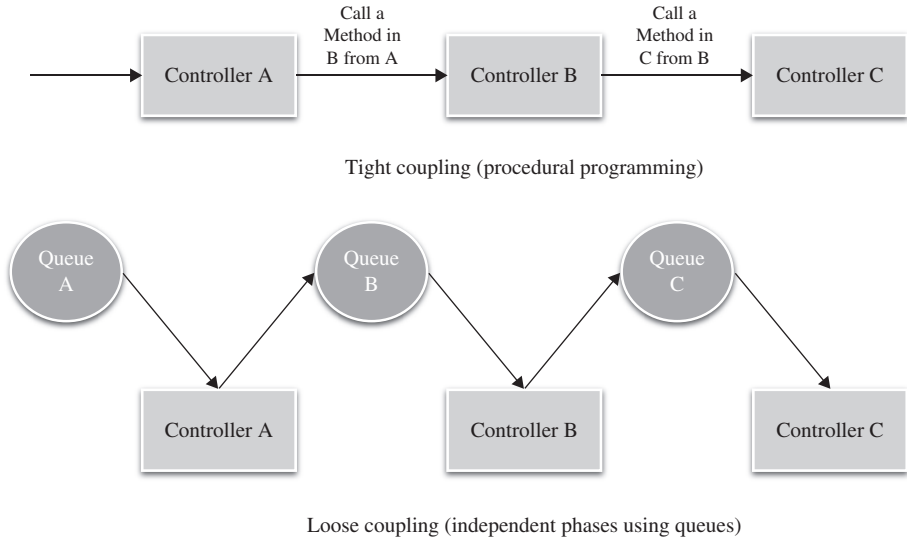 Call a
Method in
B from A
Call a
Method in
C from B
Controller A
Controller B
Controller C
Tight coupling (procedural programming)
Queue
A
Queue
B
Queue
C
Controller A
Controller B
Controller C
Loose coupling (independent phases using queues)